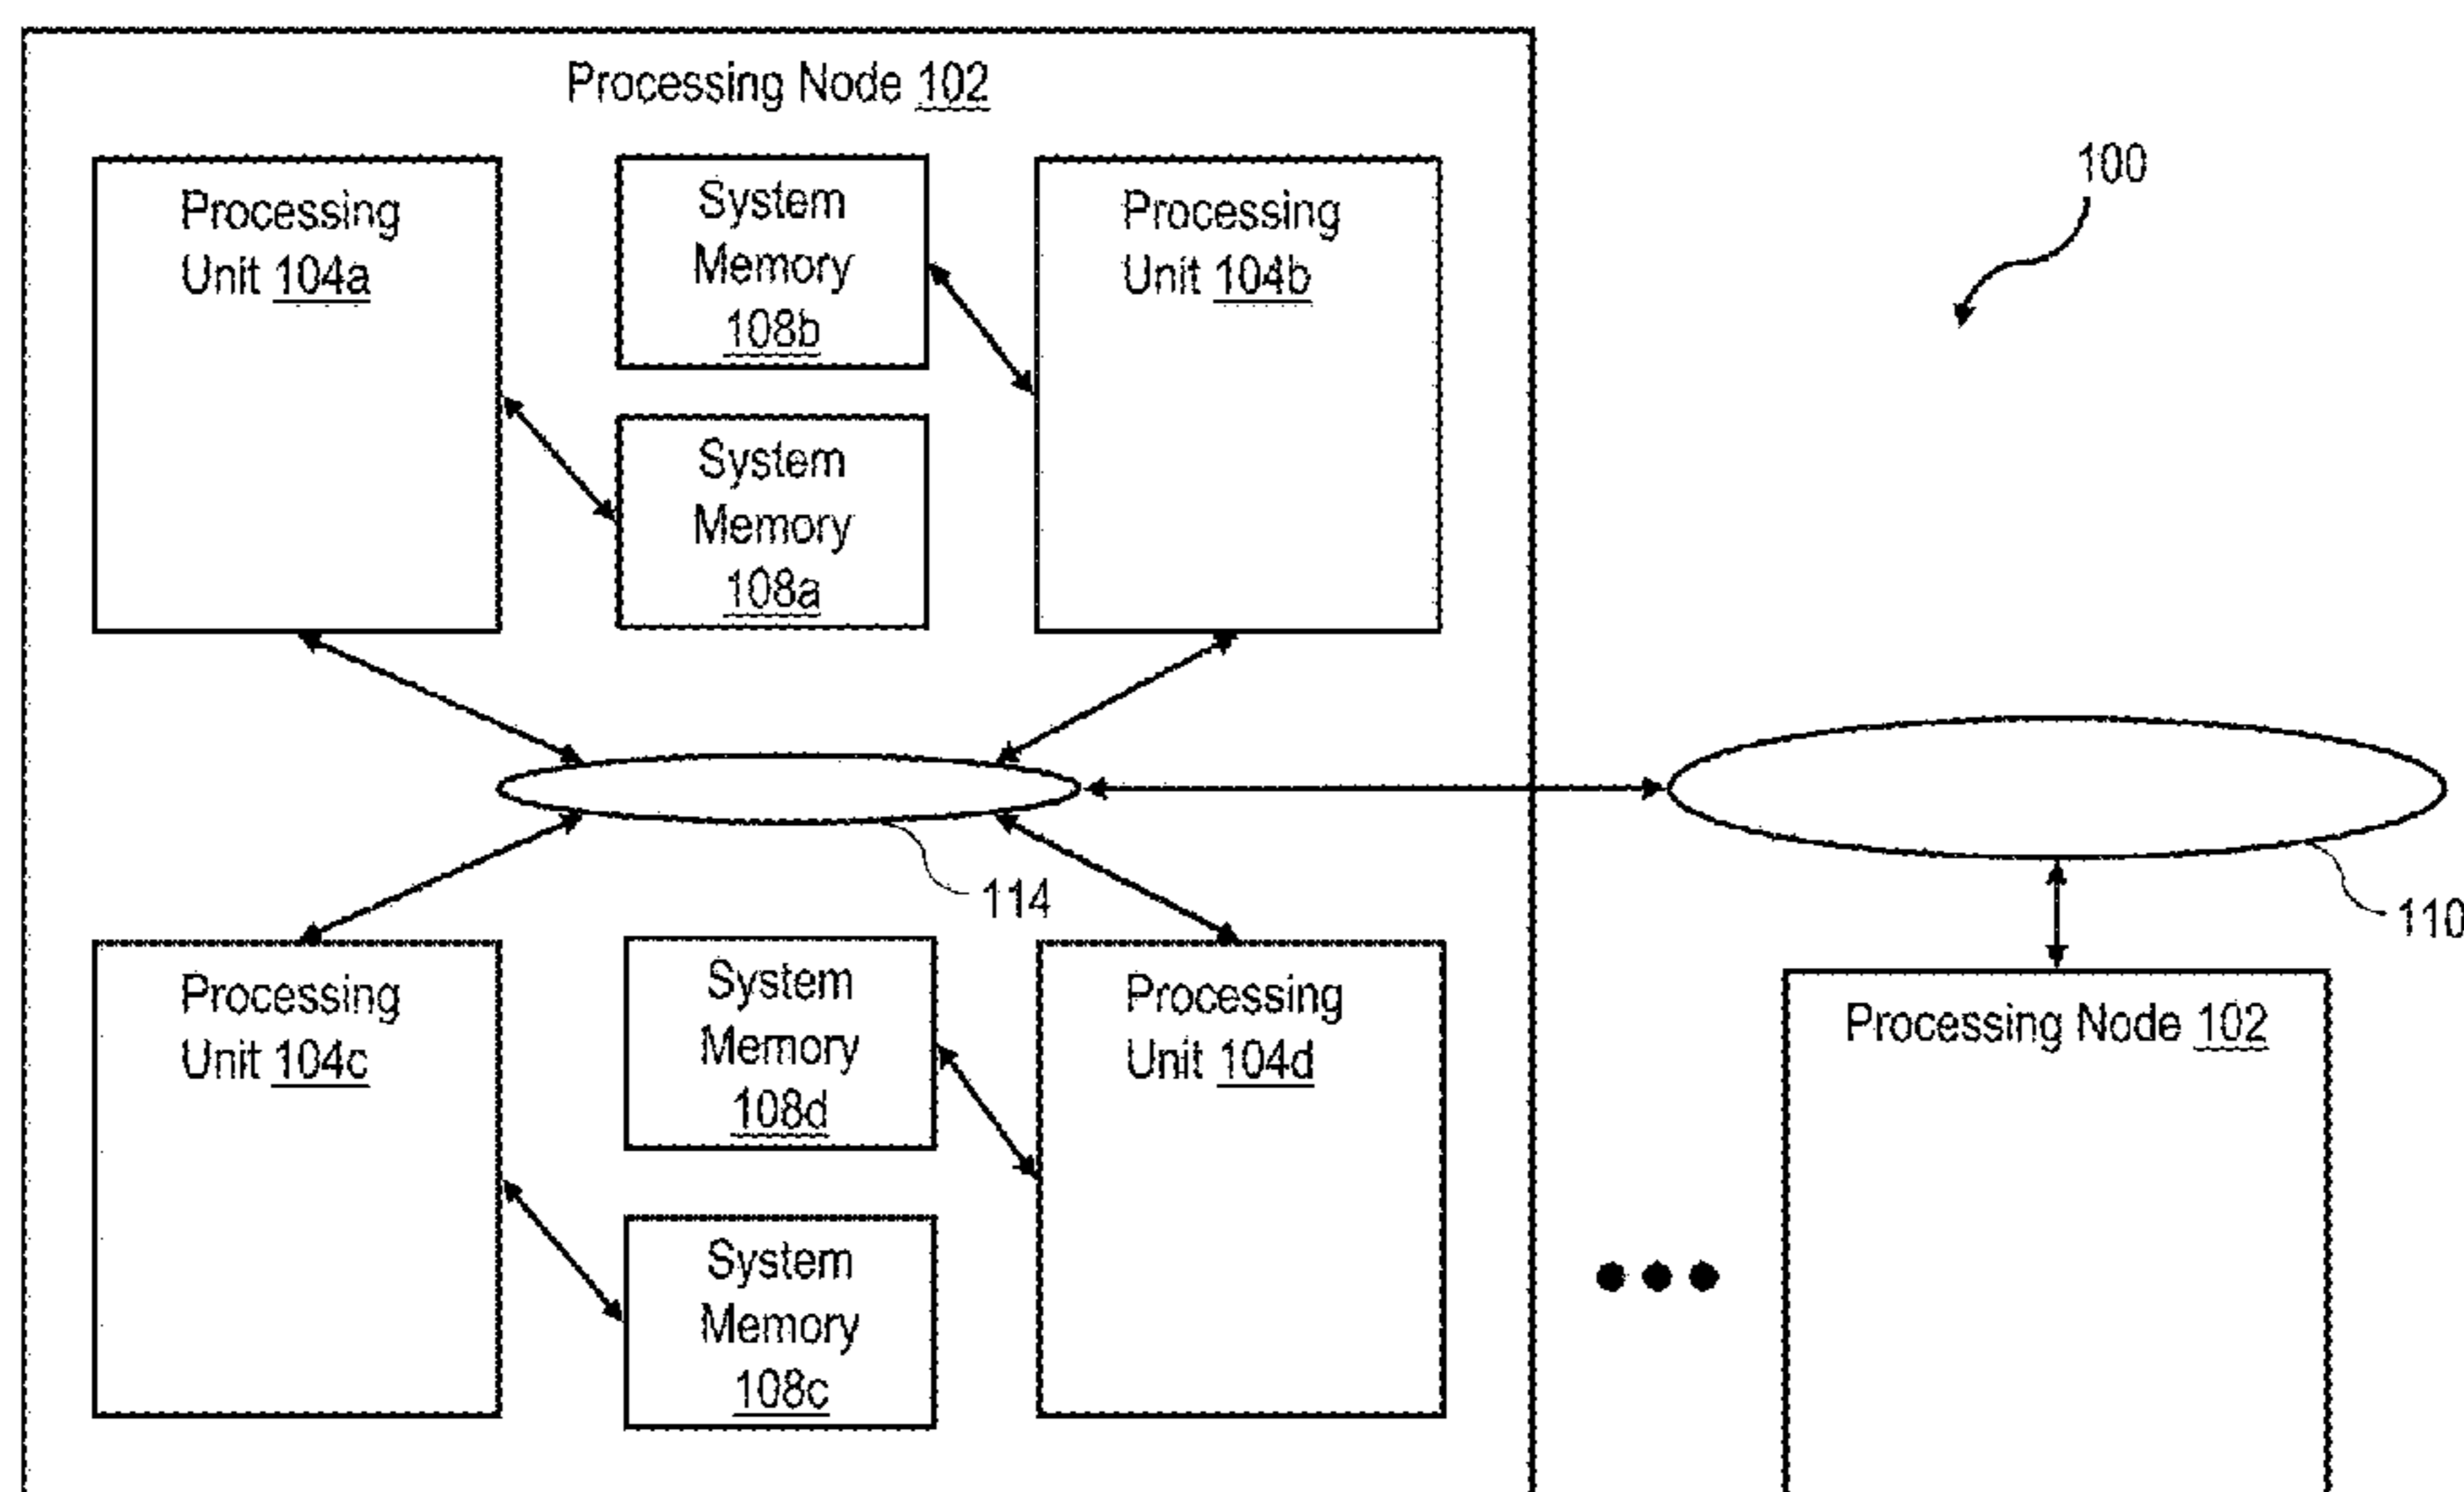 Processing Node 102
Processing
Unit 104a
System
Memory
108b
Processing
Unit 104b
100
System
Memory
108a
114
110
Processing
Unit 104c
System
Memory
108d
Processing
Unit 104d
Processing Node 102
System
Memory
108c